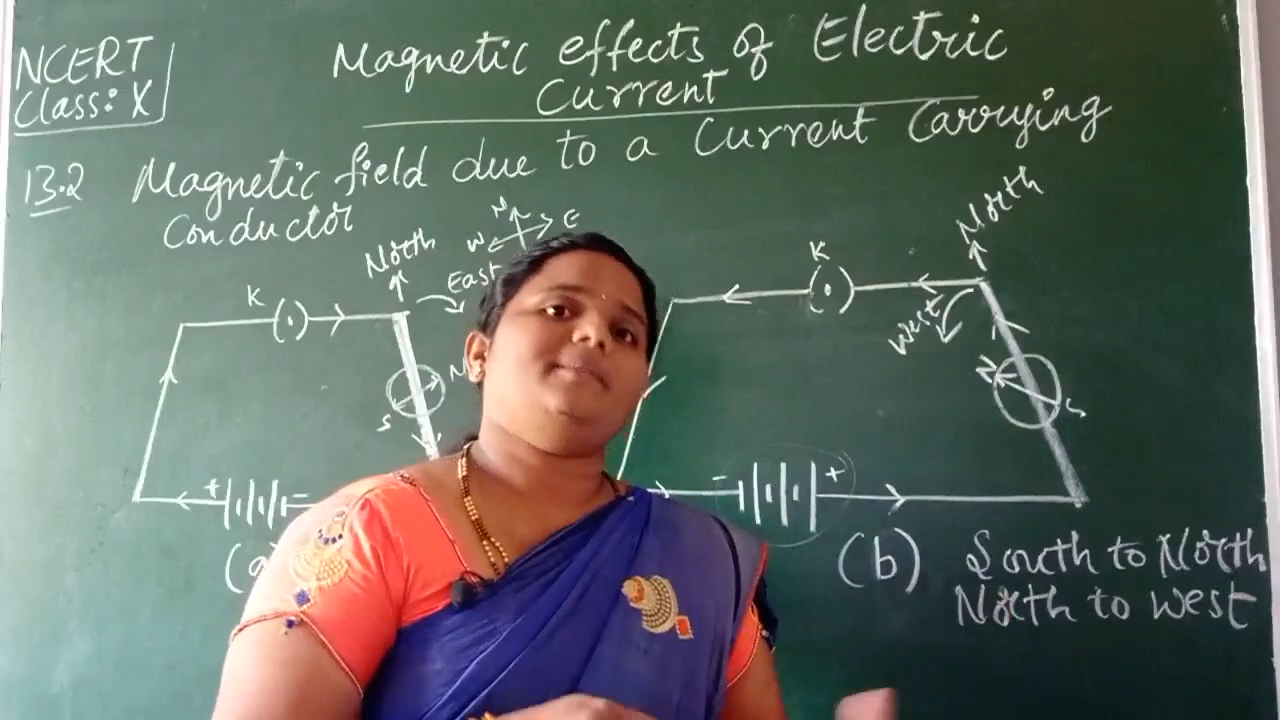 NCERT
Class: X
Magnetic effects of Electric
Current
13.2 Magnetic field due to a Current Carrying
Conductor
N
W E
North
East
K
N
S
+ -
K
North
West
N
S
- +
(b) South to North
North to west